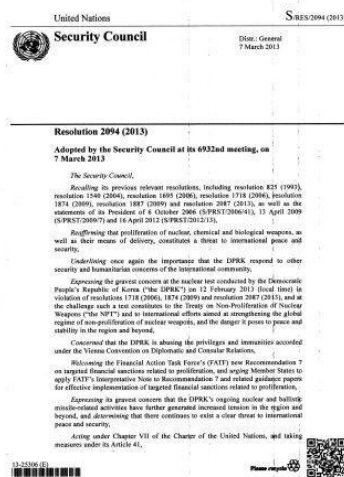 United Nations
S/RES/2094 (2013)
Security Council
Distr.: General
7 March 2013
Resolution 2094 (2013)
Adopted by the Security Council at its 6932nd meeting, on
7 March 2013
The Security Council,
Recalling its previous relevant resolutions, including resolution 825 (1993),
resolution 1540 (2004), resolution 1695 (2006), resolution 1718 (2006), resolution
1874 (2009), resolution 1887 (2009) and resolution 2087 (2013), as well as the
statements of its President of 6 October 2006 (S/PRST/2006/41), 13 April 2009
(S/PRST/2009/7) and 16 April 2012 (S/PRST/2012/13),
Reaffirming that proliferation of nuclear, chemical and biological weapons, as
well as their means of delivery, constitutes a threat to international peace and
security,
Underlining once again the importance that the DPRK respond to other
security and humanitarian concerns of the international community,
Expressing the gravest concern at the nuclear test conducted by the Democratic
People's Republic of Korea ("the DPRK") on 12 February 2013 (local time) in
violation of resolutions 1718 (2006), 1874 (2009) and resolution 2087 (2013), and at
the challenge such a test constitutes to the Treaty on Non-Proliferation of Nuclear
Weapons ("the NPT") and to international efforts aimed at strengthening the global
regime of non-proliferation of nuclear weapons, and the danger it poses to peace and
stability in the region and beyond,
Concerned that the DPRK is abusing the privileges and immunities accorded
under the Vienna Convention on Diplomatic and Consular Relations,
Welcoming the Financial Action Task Force's (FATF) new Recommendation 7
on targeted financial sanctions related to proliferation, and urging Member States to
apply FATF's Interpretative Note to Recommendation 7 and related guidance papers
for effective implementation of targeted financial sanctions related to proliferation,
Expressing its gravest concern that the DPRK's ongoing nuclear and ballistic
missile-related activities have further generated increased tension in the region and
beyond, and determining that there continues to exist a clear threat to international
peace and security,
Acting under Chapter VII of the Charter of the United Nations, and taking
measures under its Article 41,
13-25306 (E)
Please recycle